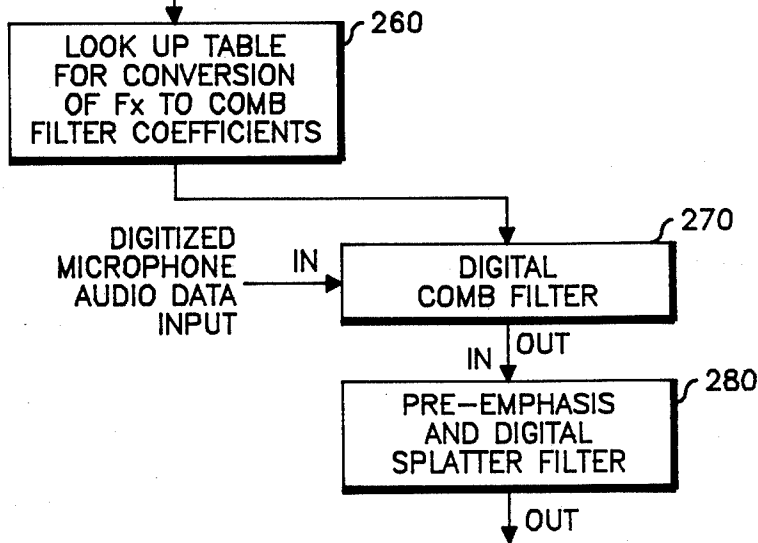 260
LOOK UP TABLE
FOR CONVERSION
OF Fx TO COMB
FILTER COEFFICIENTS
270
DIGITIZED
MICROPHONE
AUDIO DATA
INPUT
IN
DIGITAL
COMB FILTER
OUT
IN
280
PRE-EMPHASIS
AND DIGITAL
SPLATTER FILTER
OUT